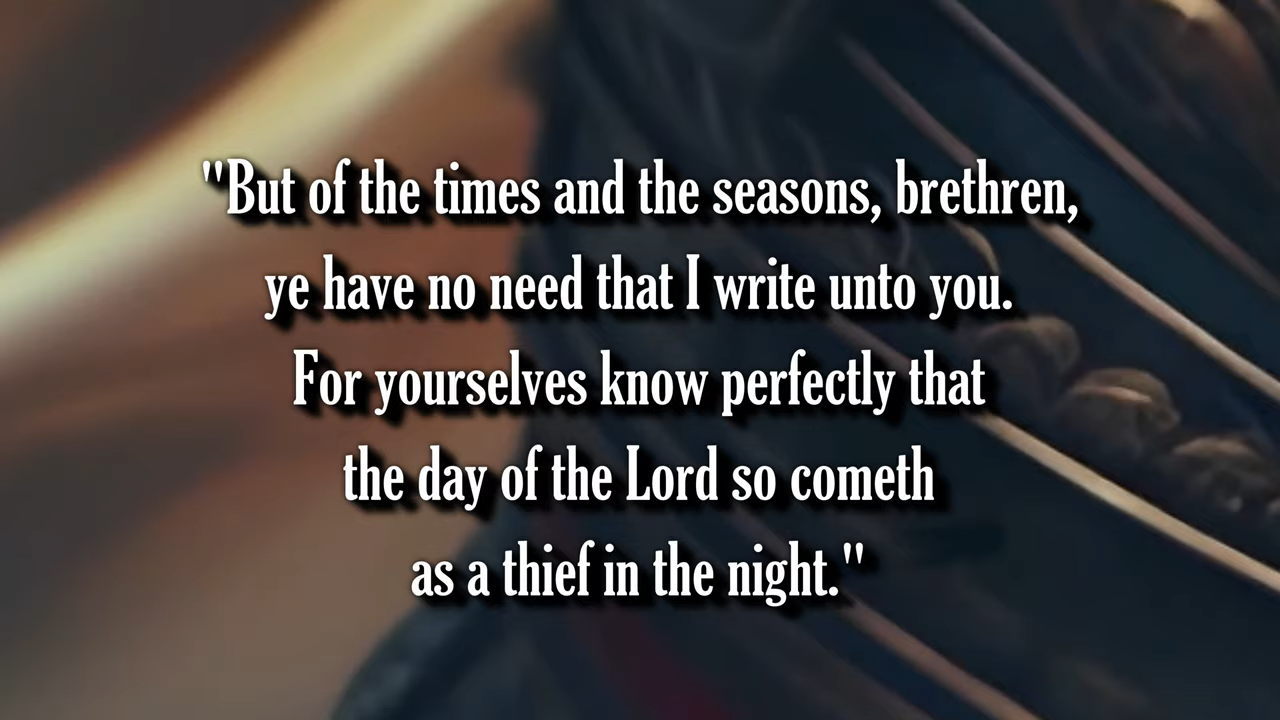 "But of the times and the seasons, brethren,
ye have no need that I write unto you.
For yourselves know perfectly that
the day of the Lord so cometh
as a thief in the night."